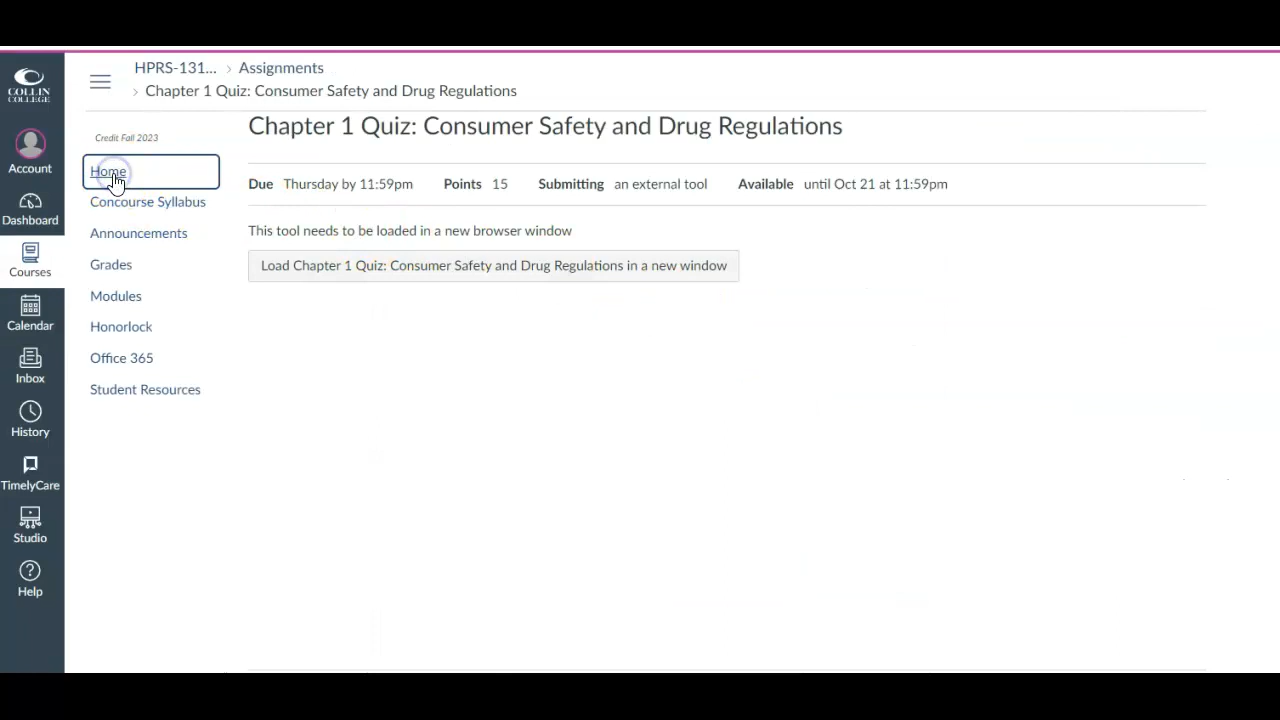 COLLIN
COLLEGE
Account
Dashboard
Courses
Calendar
Inbox
History
TimelyCare
Studio
Help
HPRS-131... › Assignments
› Chapter 1 Quiz: Consumer Safety and Drug Regulations
Credit Fall 2023
Home
Concourse Syllabus
Announcements
Grades
Modules
Honorlock
Office 365
Student Resources
Chapter 1 Quiz: Consumer Safety and Drug Regulations
Due Thursday by 11:59pm Points 15 Submitting an external tool Available until Oct 21 at 11:59pm
This tool needs to be loaded in a new browser window
Load Chapter 1 Quiz: Consumer Safety and Drug Regulations in a new window